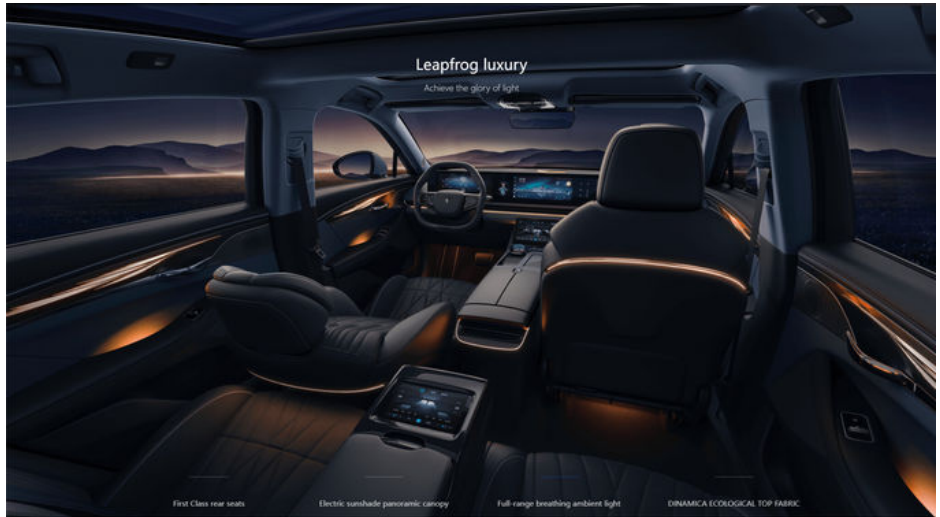 Leapfrog luxury
Achieve the glory of light
First Class rear seats
Electric sunshade panoramic canopy
Full-range breathing ambient light
DINAMICA ECOLOGICAL TOP FABRIC